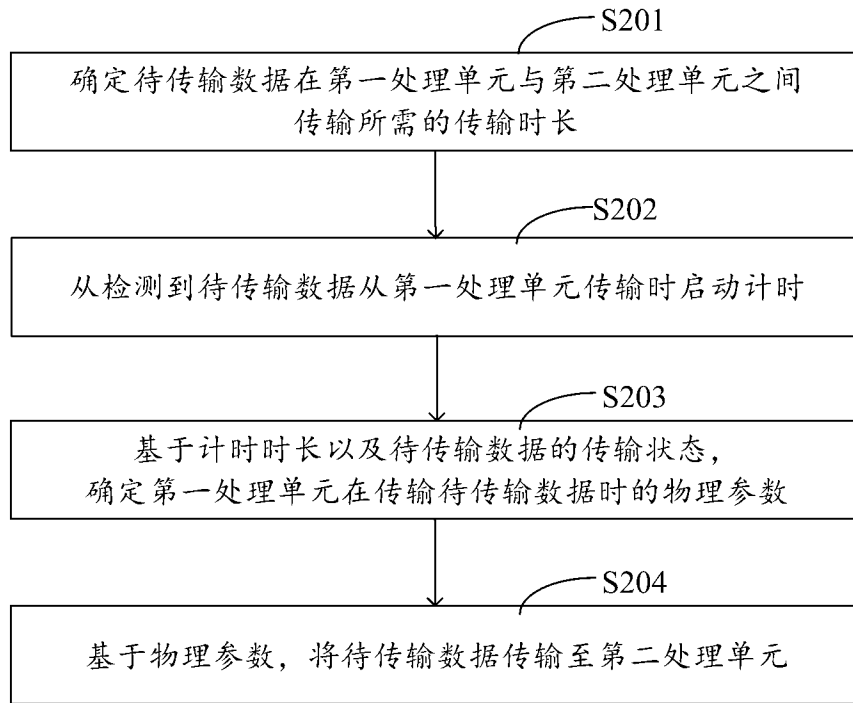 S201
确定待传输数据在第一处理单元与第二处理单元之间
传输所需的传输时长
S202
从检测到待传输数据从第一处理单元传输时启动计时
S203
基于计时时长以及待传输数据的传输状态，
确定第一处理单元在传输待传输数据时的物理参数
S204
基于物理参数，将待传输数据传输至第二处理单元